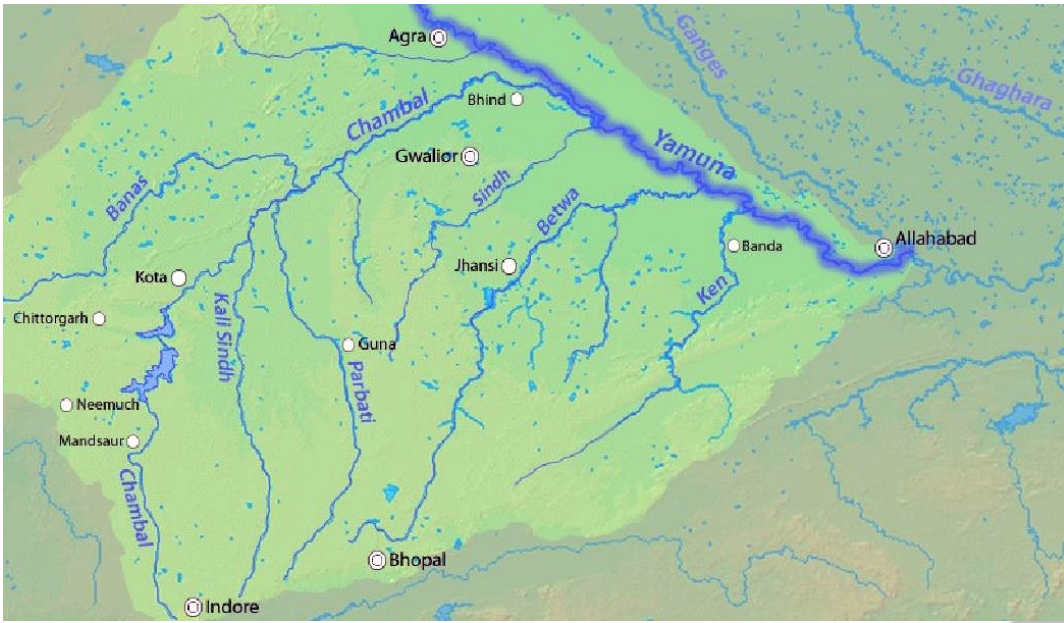 Agra
Ganges
Ghaghara
Bhind
Chambal
Yamuna
Gwalior
Sindh
Banas
Betwa
Banda
Allahabad
Jhansi
Kota
Ken
Chittorgarh
Kali Sindh
Guna
Parbati
Neemuch
Mandsaur
Chambal
Bhopal
Indore